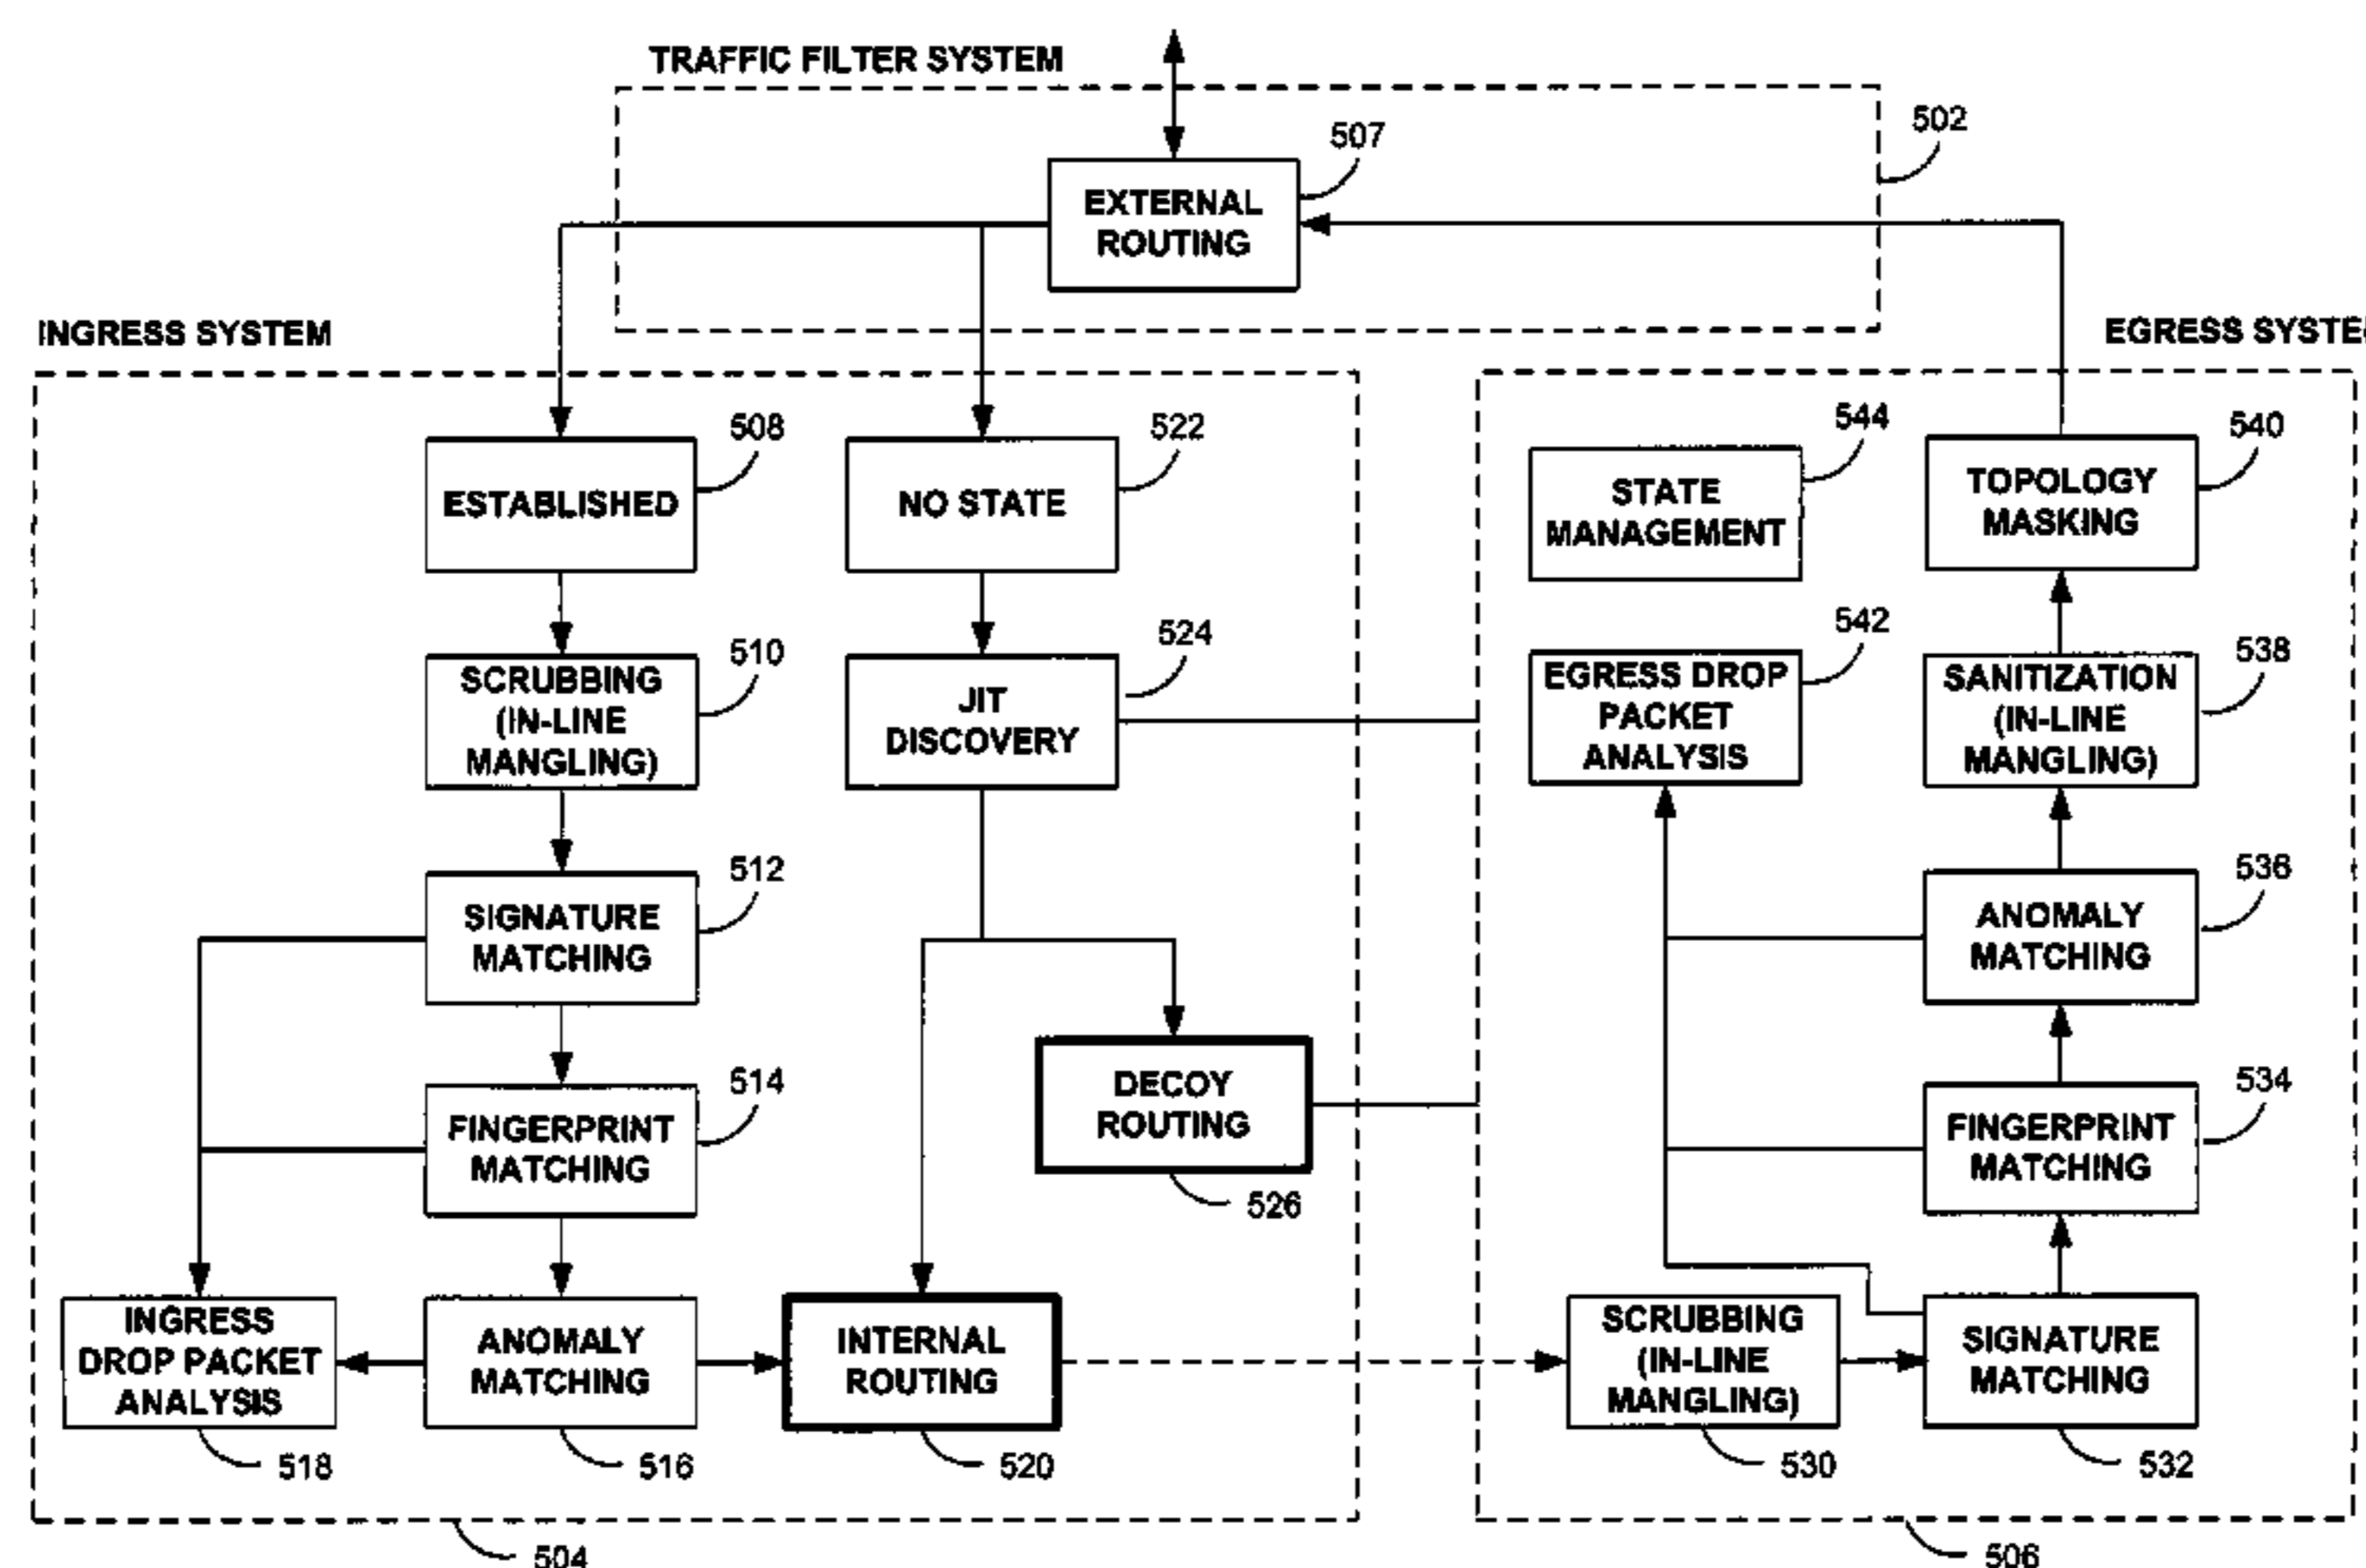 TRAFFIC FILTER SYSTEM
502
507
EXTERNAL
ROUTING
INGRESS SYSTEM
EGRESS SYSTE
508
ESTABLISHED
522
NO STATE
544
STATE
MANAGEMENT
540
TOPOLOGY
MASKING
510
SCRUBBING
(IN-LINE
MANGLING)
524
JIT
DISCOVERY
542
EGRESS DROP
PACKET
ANALYSIS
538
SANITIZATION
(IN-LINE
MANGLING)
512
SIGNATURE
MATCHING
536
ANOMALY
MATCHING
514
FINGERPRINT
MATCHING
DECOY
ROUTING
526
534
FINGERPRINT
MATCHING
INGRESS
DROP PACKET
ANALYSIS
518
ANOMALY
MATCHING
516
INTERNAL
ROUTING
520
SCRUBBING
(IN-LINE
MANGLING)
530
SIGNATURE
MATCHING
532
504
506